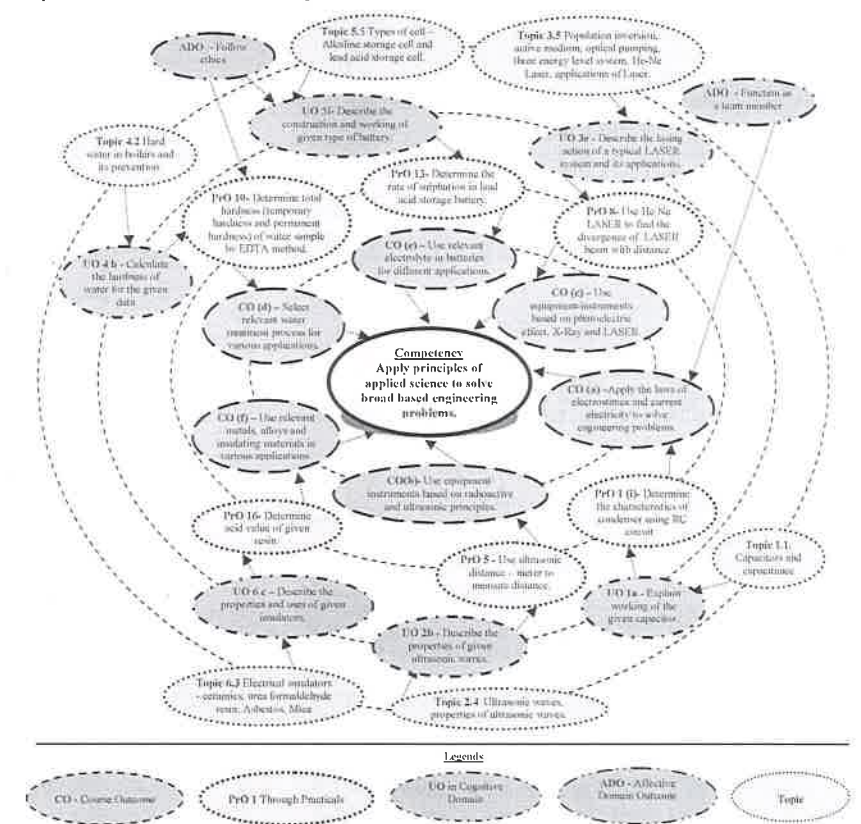 Topic 5.5 Types of cell –
Alkaline storage cell and
lead acid storage cell.
Topic 3.5 Population inversion,
active medium, optical pumping,
three energy level system, He-Ne
Laser, applications of Laser.
ADO - Follow
ethics
ADO - Function as
a team member
UO 5f- Describe the
construction and working of
given type of battery.
UO 3e - Describe the lasing
action of a typical LASER
system and its applications.
Topic 4.2 Hard
water in boilers and
its prevention
PrO 13- Determine the
rate of sulphation in lead
acid storage battery.
PrO 10- Determine total
hardness (temporary
hardness and permanent
hardness) of water sample
by EDTA method.
PrO 8- Use He Ne
LASER to find the
divergence of LASER
beam with distance
UO 4 b - Calculate
the hardness of
water for the given
data
CO (e) – Use relevant
electrolyte in batteries
for different applications.
CO (d) – Select
relevant water
treatment process for
various applications.
CO (c) – Use
equipment/instruments
based on photoelectric
effect, X-Ray and LASER.
Competency
Apply principles of
applied science to solve
broad based engineering
problems.
CO (a) –Apply the laws of
electrostatics and current
electricity to solve
engineering problems.
CO (f) – Use relevant
metals, alloys and
insulating materials in
various applications.
CO(b)- Use equipment
instruments based on radioactive
and ultrasonic principles.
PrO 1 (i)- Determine
the characteristics of
condenser using RC
circuit
PrO 16- Determine
acid value of given
resin
PrO 5 - Use ultrasonic
distance – meter to
measure distance.
Topic 1.1.
Capacitors and
capacitance
UO 6 c – Describe the
properties and uses of given
insulators.
UO 1a - Explain
working of the
given capacitor.
UO 2b - Describe the
properties of given
ultrasonic waves.
Topic 6.3 Electrical insulators
- ceramics, urea formaldehyde
resin, Asbestos, Mica
Topic 2.4 Ultrasonic waves,
properties of ultrasonic waves.
Legends
CO - Course Outcome
PrO 1 Through Practicals
UO in Cognitive
Domain
ADO - Affective
Domain Outcome
Topic